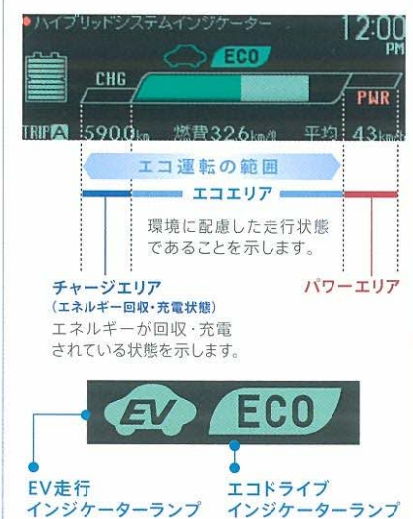 ハイブリッドシステムインジケーター 12:00
PM
ECO
CHG
PWR
TRIP A 590.0km 燃費32.6km/ℓ 平均 43km/h
エコ運転の範囲
エコエリア
環境に配慮した走行状態
であることを示します。
チャージエリア パワーエリア
(エネルギー回収・充電状態)
エネルギーが回収・充電
されている状態を示します。
EV ECO
EV走行 エコドライブ
インジケーターランプ インジケーターランプ